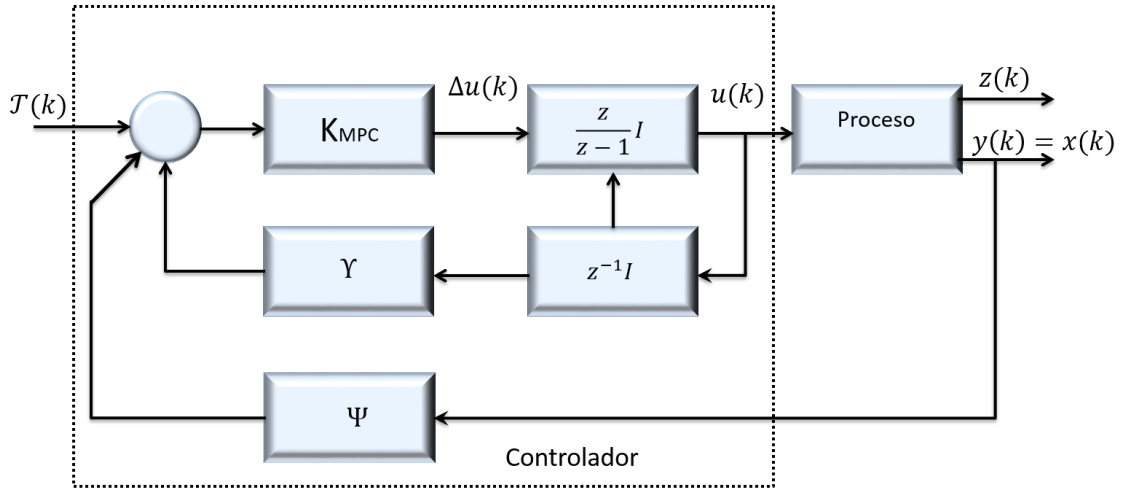 𝒯(k)
K_MPC
Δu(k)
z/(z − 1) I
u(k)
Proceso
z(k)
y(k) = x(k)
ϒ
z⁻¹I
Ψ
Controlador